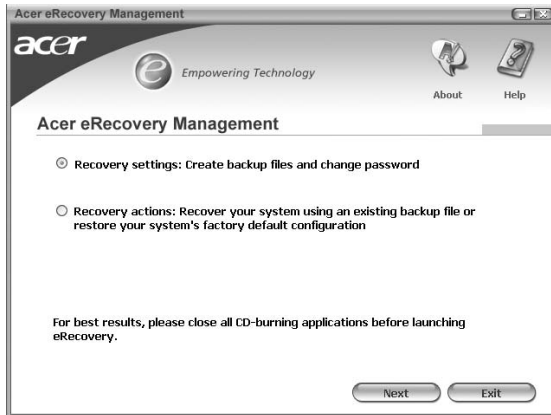 Acer eRecovery Management
acer
e Empowering Technology
About
Help
Acer eRecovery Management
Recovery settings: Create backup files and change password
Recovery actions: Recover your system using an existing backup file or
restore your system's factory default configuration
For best results, please close all CD-burning applications before launching
eRecovery.
Next
Exit